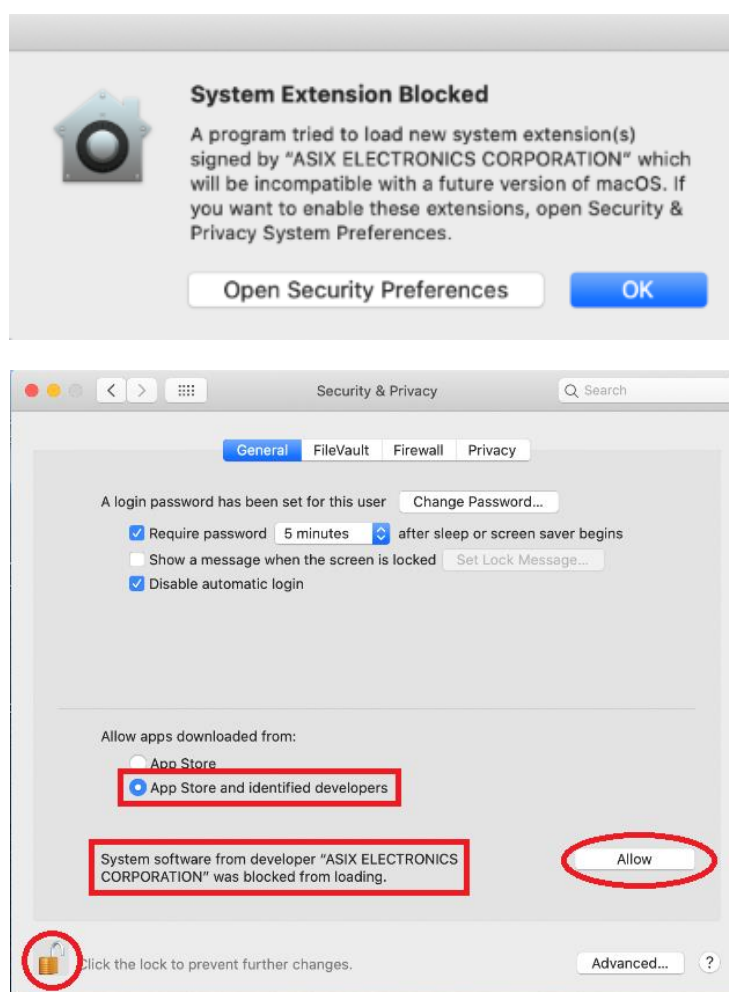 System Extension Blocked
A program tried to load new system extension(s)
signed by "ASIX ELECTRONICS CORPORATION" which
will be incompatible with a future version of macOS. If
you want to enable these extensions, open Security &
Privacy System Preferences.
Open Security Preferences OK
Security & Privacy Search
General FileVault Firewall Privacy
A login password has been set for this user Change Password...
Require password 5 minutes after sleep or screen saver begins
Show a message when the screen is locked Set Lock Message...
Disable automatic login
Allow apps downloaded from:
App Store
App Store and identified developers
System software from developer "ASIX ELECTRONICS
CORPORATION" was blocked from loading.
Allow
Click the lock to prevent further changes.
Advanced... ?